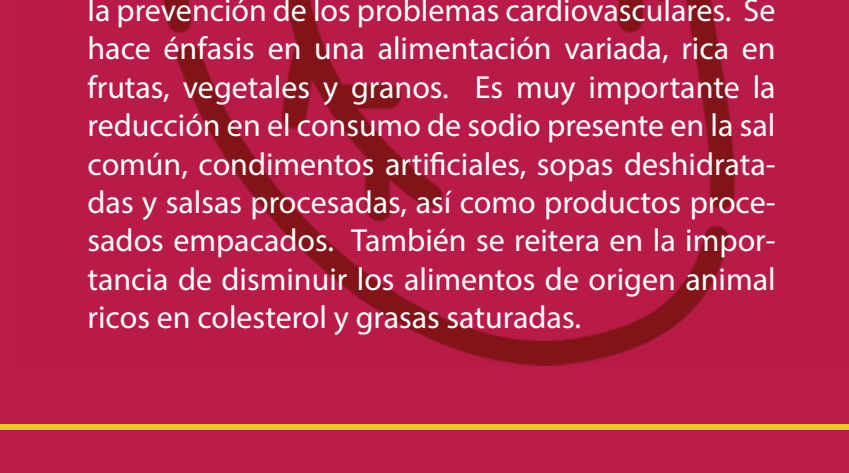 la prevención de los problemas cardiovasculares.  Se
hace énfasis en una alimentación variada, rica en
frutas, vegetales y granos.  Es muy importante la
reducción en el consumo de sodio presente en la sal
común, condimentos artificiales, sopas deshidrata-
das y salsas procesadas, así como productos proce-
sados empacados.  También se reitera en la impor-
tancia de disminuir los alimentos de origen animal
ricos en colesterol y grasas saturadas.